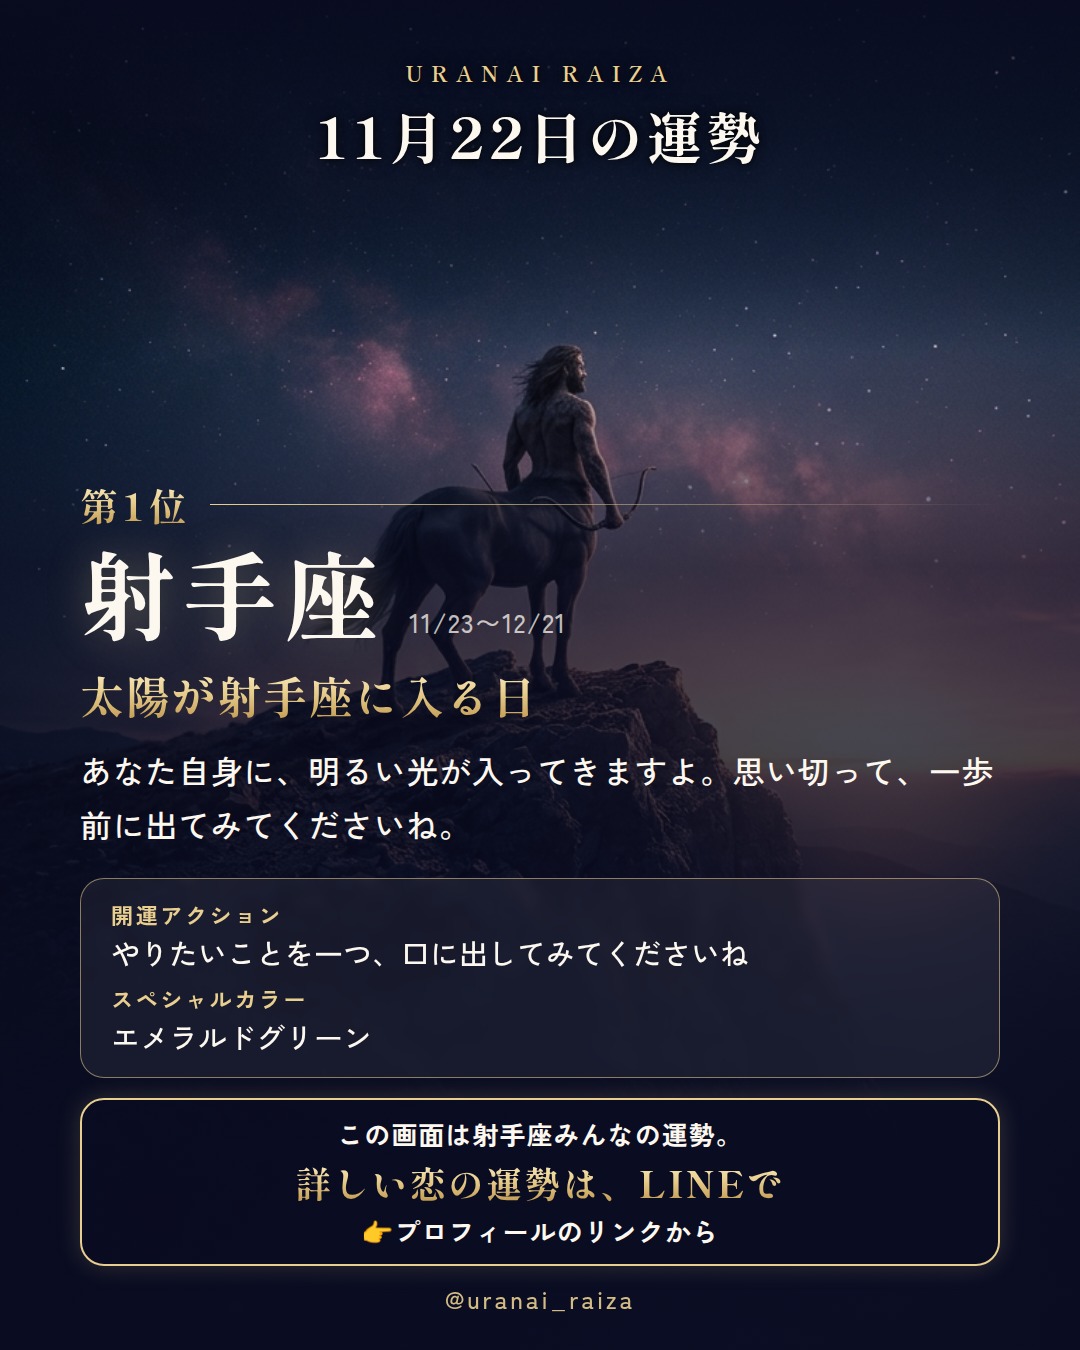 URANAI RAIZA
11月22日の運勢
第1位
射手座 11/23〜12/21
太陽が射手座に入る日
あなた自身に、明るい光が入ってきますよ。思い切って、一歩
前に出てみてくださいね。
開運アクション
やりたいことを一つ、口に出してみてくださいね
スペシャルカラー
エメラルドグリーン
この画面は射手座みんなの運勢。
詳しい恋の運勢は、LINEで
👉プロフィールのリンクから
@uranai_raiza